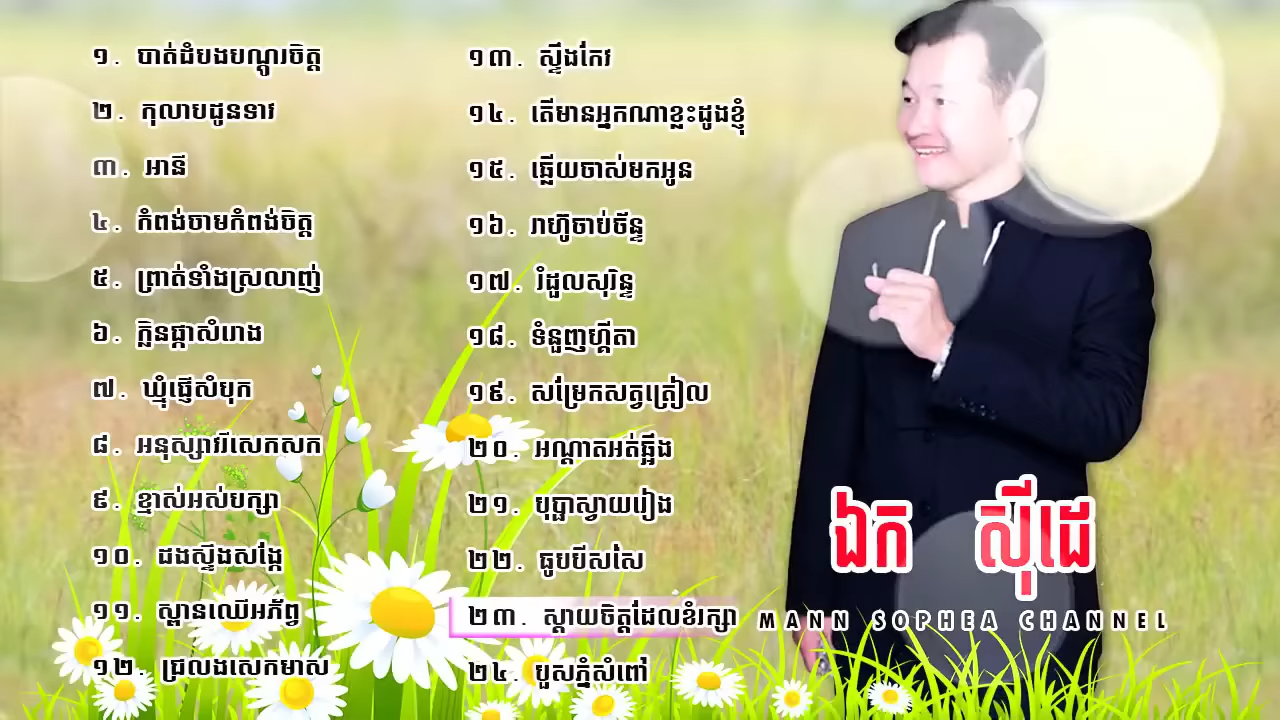 ១. បាត់ដំបងបណ្តូរចិត្ត
២. កុលាបដូនទាវ
៣. អានី
៤. កំពង់ចាមកំពង់ចិត្ត
៥. ព្រាត់ទាំងស្រលាញ់
៦. ក្លិនផ្កាសំរោង
៧. ឃ្មុំផ្ញើសំបុក
៨. អនុស្សាវរីសេកសក
៩. ខ្មាស់អស់បក្សា
១០. ដងស្ទឹងសង្កែ
១១. ស្ពានឈើអភ័ព្វ
១២. ជ្រលងសេកមាស
១៣. ស្ទឹងកែវ
១៤. តើមានអ្នកណាខ្លះដូងខ្ញុំ
១៥. ឆ្លើយចាស់មកអូន
១៦. រាហ៊ូចាប់ច័ន្ទ
១៧. រំដួលសុរិន្ទ
១៨. ទំនួញហ្គីតា
១៩. សម្រែកសត្វត្រៀល
២០. អណ្តាតអត់ឆ្អឹង
២១. បុប្ផាស្វាយរៀង
២២. ធូបបីសសៃ
២៣. ស្តាយចិត្តដែលខំរក្សា
២៤. បួសភ្នំសំពៅ
ឯក ស៊ីដេ
MANN SOPHEA CHANNEL